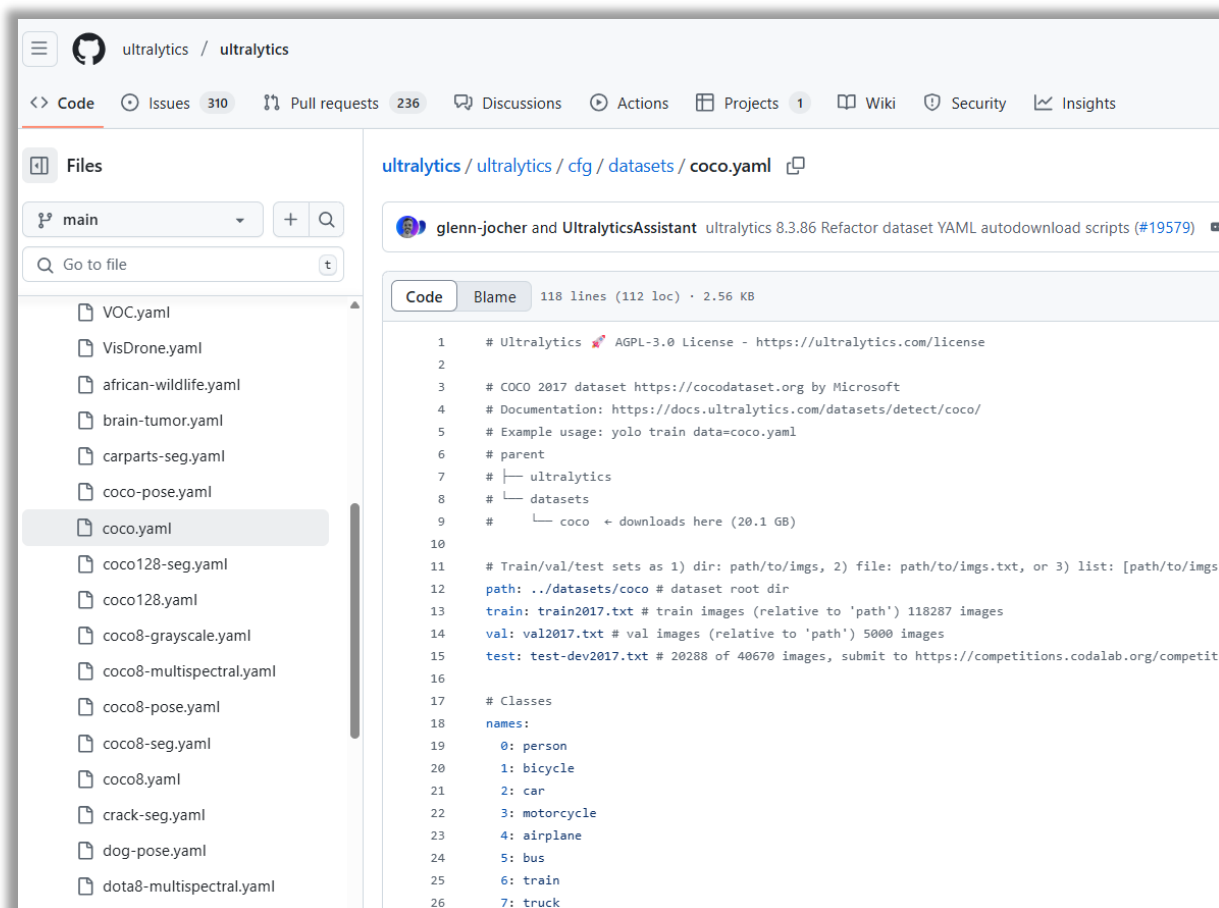 ultralytics / ultralytics
Code Issues 310 Pull requests 236 Discussions Actions Projects 1 Wiki Security Insights
Files
main
Go to file t
VOC.yaml
VisDrone.yaml
african-wildlife.yaml
brain-tumor.yaml
carparts-seg.yaml
coco-pose.yaml
coco.yaml
coco128-seg.yaml
coco128.yaml
coco8-grayscale.yaml
coco8-multispectral.yaml
coco8-pose.yaml
coco8-seg.yaml
coco8.yaml
crack-seg.yaml
dog-pose.yaml
dota8-multispectral.yaml
ultralytics / ultralytics / cfg / datasets / coco.yaml
glenn-jocher and UltralyticsAssistant ultralytics 8.3.86 Refactor dataset YAML autodownload scripts (#19579)
Code Blame 118 lines (112 loc) · 2.56 KB
1 # Ultralytics 🚀 AGPL-3.0 License - https://ultralytics.com/license
2
3 # COCO 2017 dataset https://cocodataset.org by Microsoft
4 # Documentation: https://docs.ultralytics.com/datasets/detect/coco/
5 # Example usage: yolo train data=coco.yaml
6 # parent
7 # ├── ultralytics
8 # └── datasets
9 #     └── coco ← downloads here (20.1 GB)
10
11 # Train/val/test sets as 1) dir: path/to/imgs, 2) file: path/to/imgs.txt, or 3) list: [path/to/imgs
12 path: ../datasets/coco # dataset root dir
13 train: train2017.txt # train images (relative to 'path') 118287 images
14 val: val2017.txt # val images (relative to 'path') 5000 images
15 test: test-dev2017.txt # 20288 of 40670 images, submit to https://competitions.codalab.org/competit
16
17 # Classes
18 names:
19   0: person
20   1: bicycle
21   2: car
22   3: motorcycle
23   4: airplane
24   5: bus
25   6: train
26   7: truck